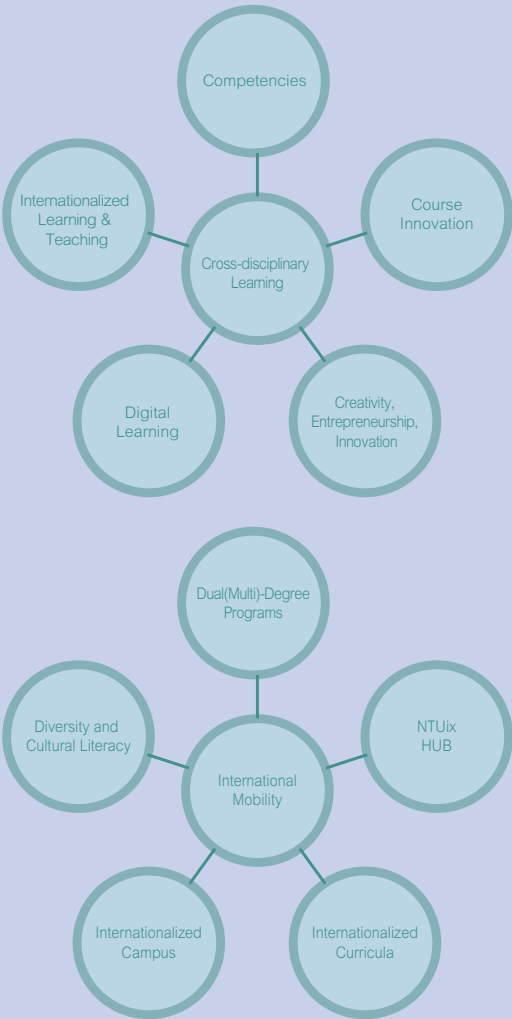 Competencies
Internationalized
Learning &
Teaching
Course
Innovation
Cross-disciplinary
Learning
Digital
Learning
Creativity,
Entrepreneurship,
Innovation
Dual(Multi)-Degree
Programs
Diversity and
Cultural Literacy
NTUix
HUB
International
Mobility
Internationalized
Campus
Internationalized
Curricula